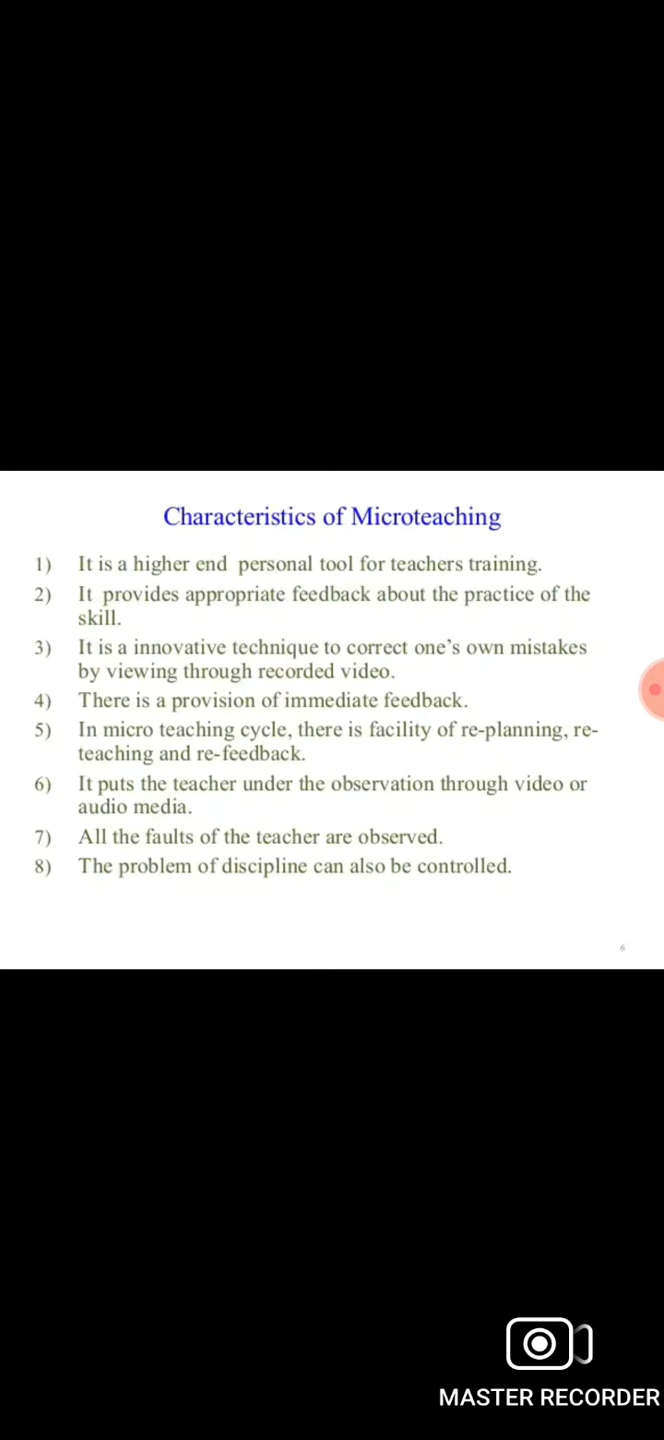 Characteristics of Microteaching
1) It is a higher end personal tool for teachers training.
2) It provides appropriate feedback about the practice of the
skill.
3) It is a innovative technique to correct one's own mistakes
by viewing through recorded video.
4) There is a provision of immediate feedback.
5) In micro teaching cycle, there is facility of re-planning, re-
teaching and re-feedback.
6) It puts the teacher under the observation through video or
audio media.
7) All the faults of the teacher are observed.
8) The problem of discipline can also be controlled.
6
MASTER RECORDER